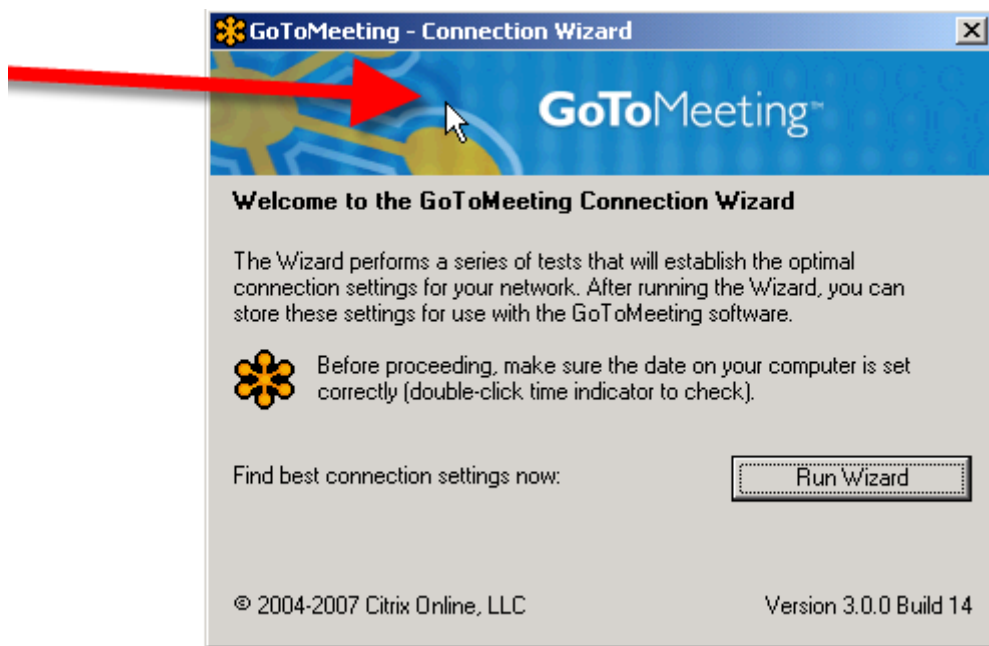 GoToMeeting - Connection Wizard
GoToMeeting™
Welcome to the GoToMeeting Connection Wizard
The Wizard performs a series of tests that will establish the optimal
connection settings for your network. After running the Wizard, you can
store these settings for use with the GoToMeeting software.
Before proceeding, make sure the date on your computer is set
correctly (double-click time indicator to check).
Find best connection settings now:
Run Wizard
© 2004-2007 Citrix Online, LLC
Version 3.0.0 Build 14